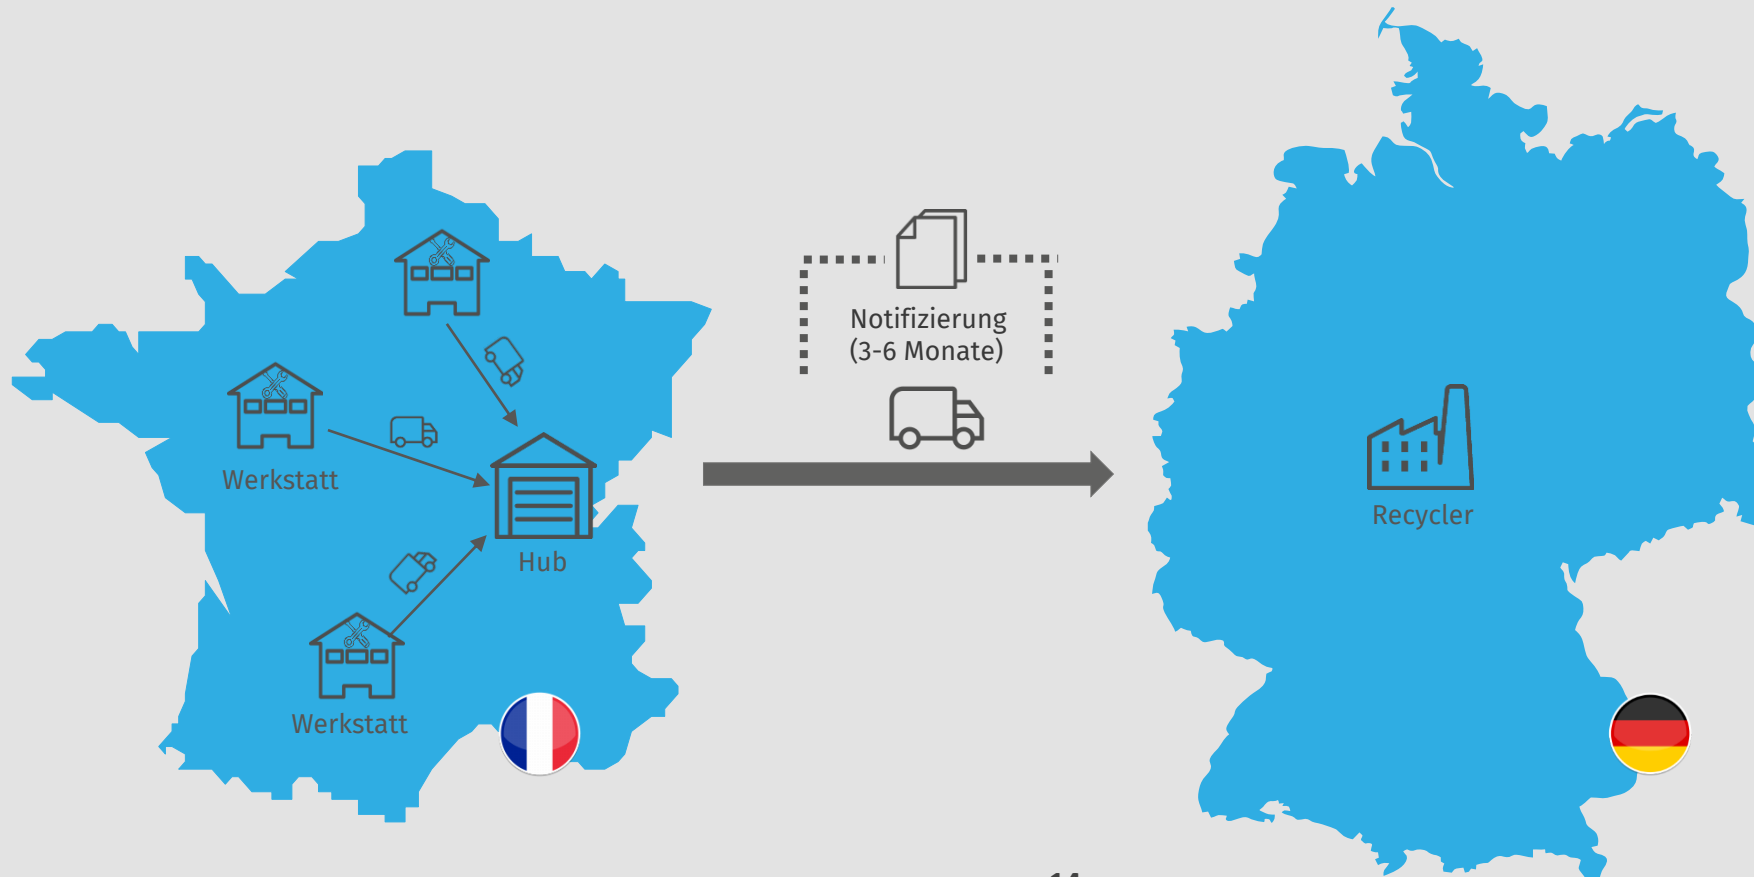 Notifizierung
(3-6 Monate)
Werkstatt
Hub
Recycler
Werkstatt